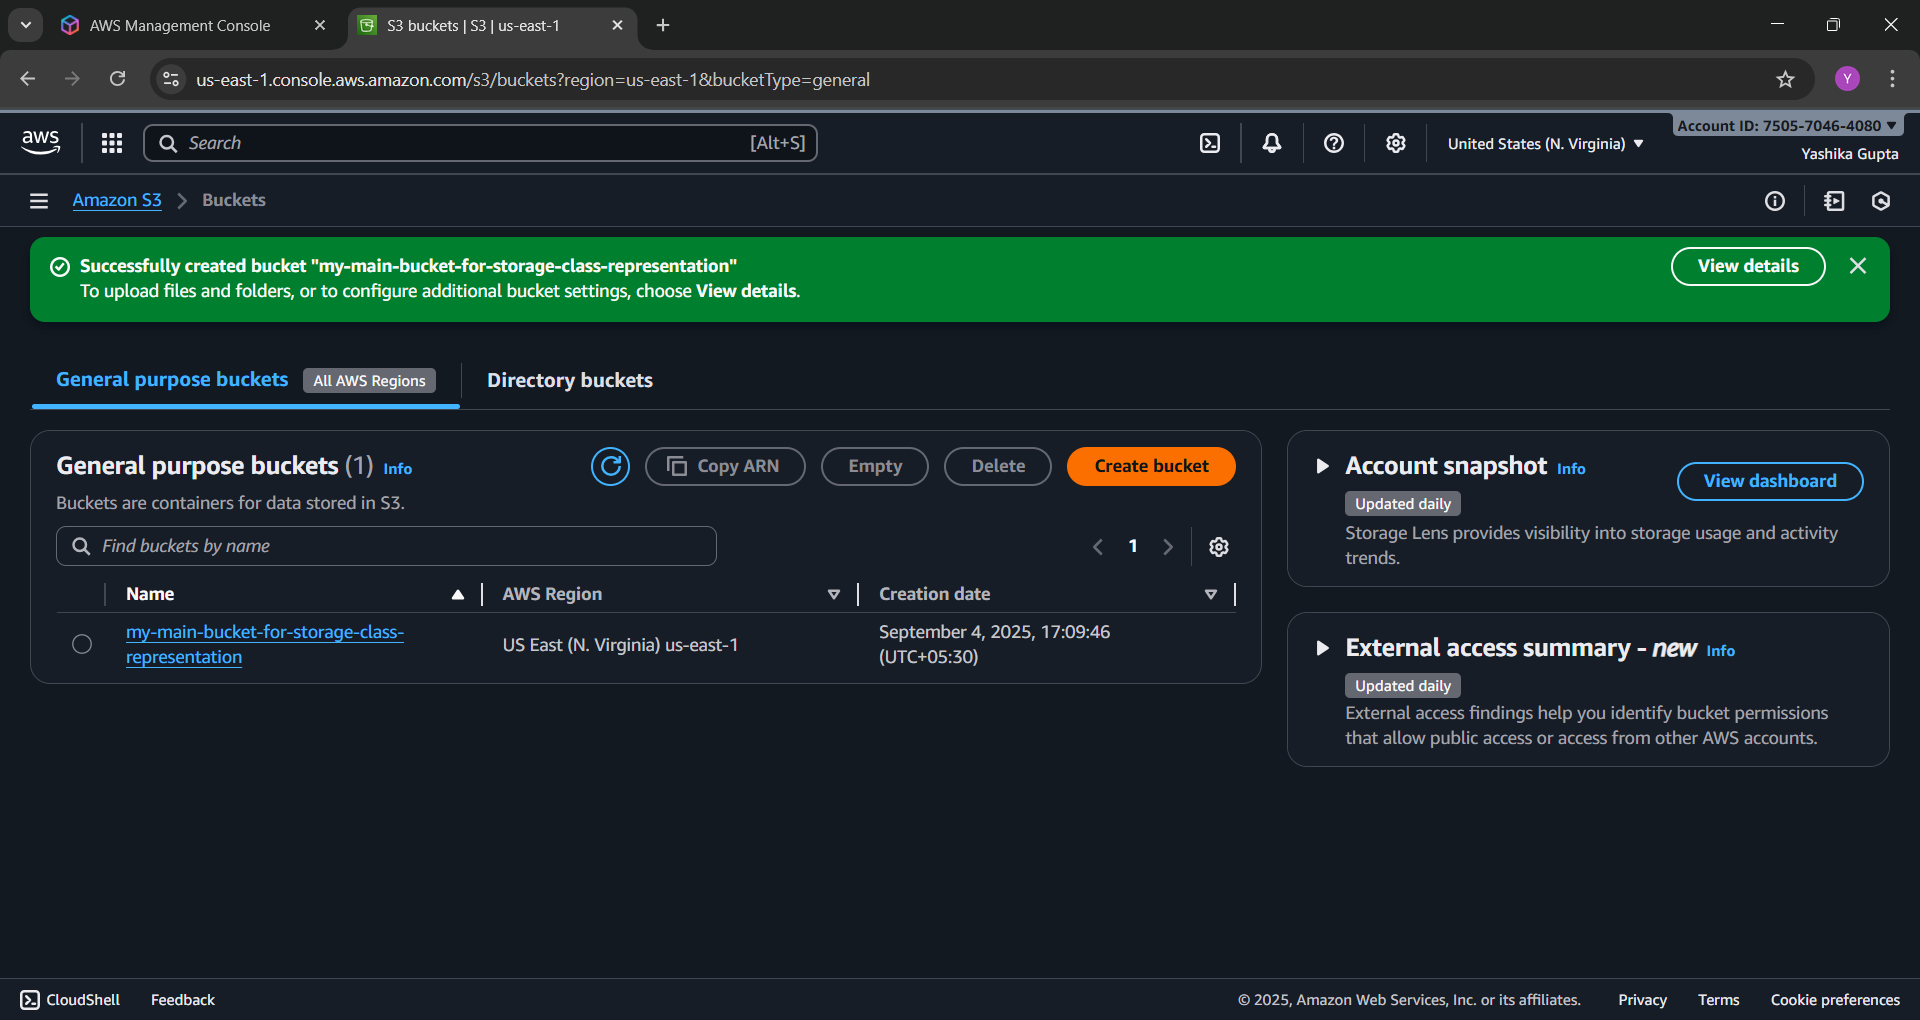 AWS Management Console
S3 buckets | S3 | us-east-1
us-east-1.console.aws.amazon.com/s3/buckets?region=us-east-1&bucketType=general
Y
aws
Search
[Alt+S]
United States (N. Virginia)
Account ID: 7505-7046-4080
Yashika Gupta
Amazon S3 > Buckets
Successfully created bucket "my-main-bucket-for-storage-class-representation"
To upload files and folders, or to configure additional bucket settings, choose View details.
View details
General purpose buckets All AWS Regions
Directory buckets
General purpose buckets (1) Info
Copy ARN
Empty
Delete
Create bucket
Buckets are containers for data stored in S3.
Find buckets by name
1
Name
AWS Region
Creation date
my-main-bucket-for-storage-class-
representation
US East (N. Virginia) us-east-1
September 4, 2025, 17:09:46
(UTC+05:30)
Account snapshot Info
Updated daily
View dashboard
Storage Lens provides visibility into storage usage and activity
trends.
External access summary - new Info
Updated daily
External access findings help you identify bucket permissions
that allow public access or access from other AWS accounts.
CloudShell
Feedback
© 2025, Amazon Web Services, Inc. or its affiliates.
Privacy
Terms
Cookie preferences